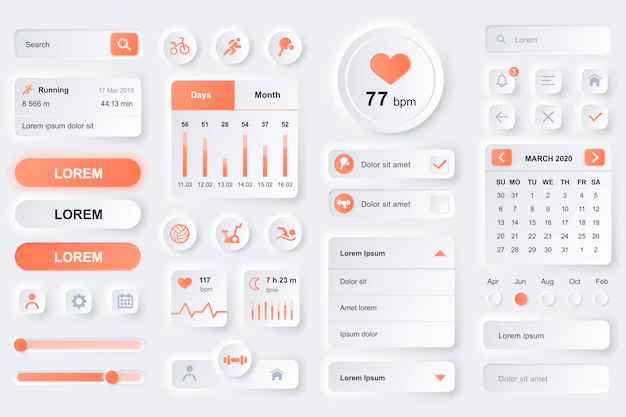 Search
Running 17 Mar 2019
8 566 m 44:13 min
Lorem ipsum dolor sit
LOREM
LOREM
LOREM
Days Month
56 51 28 54 37 52
11.02 12.02 13.02 14.02 15.02 16.02
117
bpm
7 h 23 m
time
77 bpm
Dolor sit amet
Dolor sit amet
Lorem Ipsum
Dolor sit
Amet lorem
Ipsum dolor
Lorem Ipsum
Lorem
3
MARCH 2020
SU MO TU WE TH FR SA
30 31 1 2 3 4 5
6 7 8 9 10 11 12
13 14 15 16 17 18 19
20 21 22 23 24 25 26
27 28 29 30 31 1 2
Apr Jun Aug Oct
Lorem ipsum
Dolor sit amet